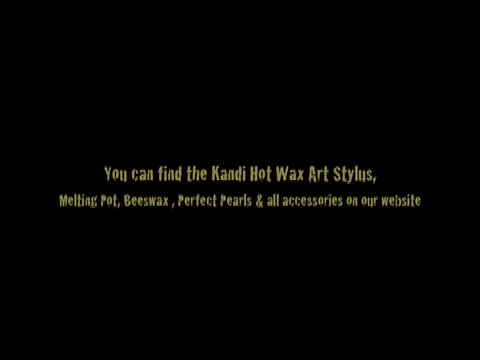 You can find the Kandi Hot Wax Art Stylus,
Melting Pot, Beeswax , Perfect Pearls & all accessories on our website